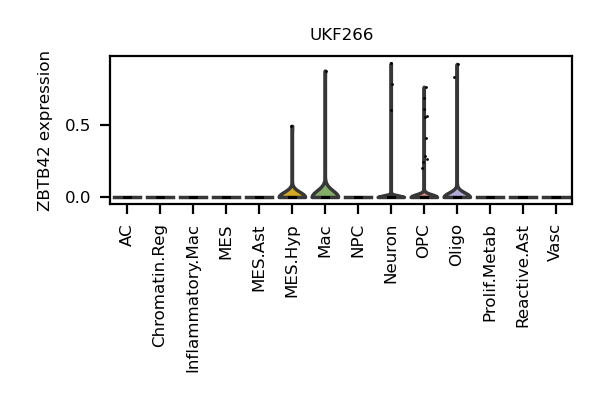 UKF266
ZBTB42 expression
0.5
0.0
AC
Chromatin.Reg
Inflammatory.Mac
MES
MES.Ast
MES.Hyp
Mac
NPC
Neuron
OPC
Oligo
Prolif.Metab
Reactive.Ast
Vasc